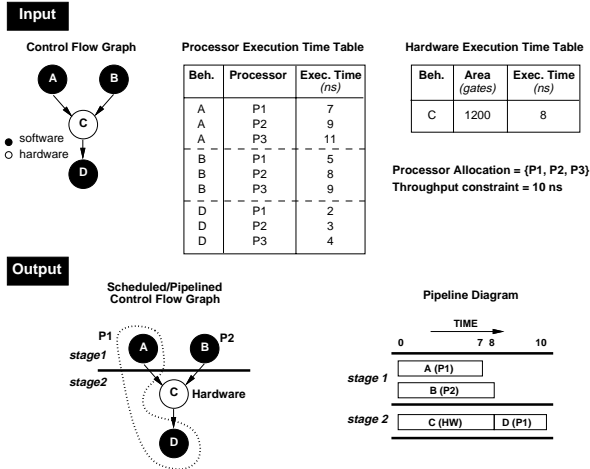 Input
Control Flow Graph
A
B
C
D
software
hardware
Processor Execution Time Table
Beh. Processor Exec. Time
(ns)
A P1 7
A P2 9
A P3 11
B P1 5
B P2 8
B P3 9
D P1 2
D P2 3
D P3 4
Hardware Execution Time Table
Beh. Area Exec. Time
(gates) (ns)
C 1200 8
Processor Allocation = {P1, P2, P3}
Throughput constraint = 10 ns
Output
Scheduled/Pipelined
Control Flow Graph
P1 A B P2
stage1
stage2
C Hardware
D
Pipeline Diagram
TIME
0 7 8 10
stage 1
A (P1)
B (P2)
stage 2 C (HW) D (P1)